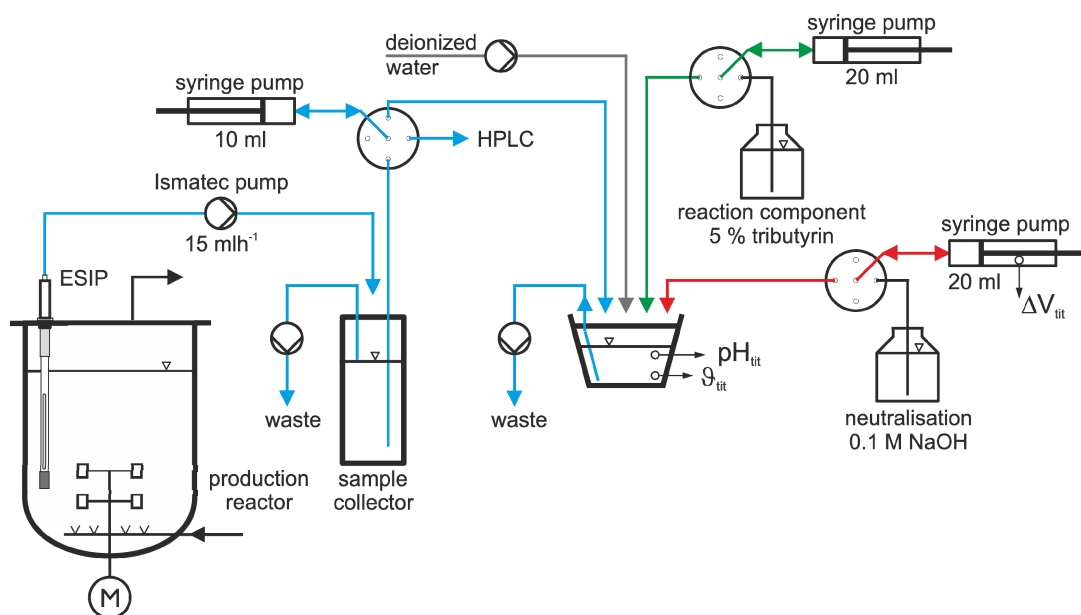 deionized
water
syringe pump
20 ml
syringe pump
10 ml
HPLC
Ismatec pump
15 mlh⁻¹
reaction component
5 % tributyrin
syringe pump
20 ml
ΔV_tit
ESIP
pH_tit
ϑ_tit
waste
waste
neutralisation
0.1 M NaOH
production
reactor
sample
collector
M